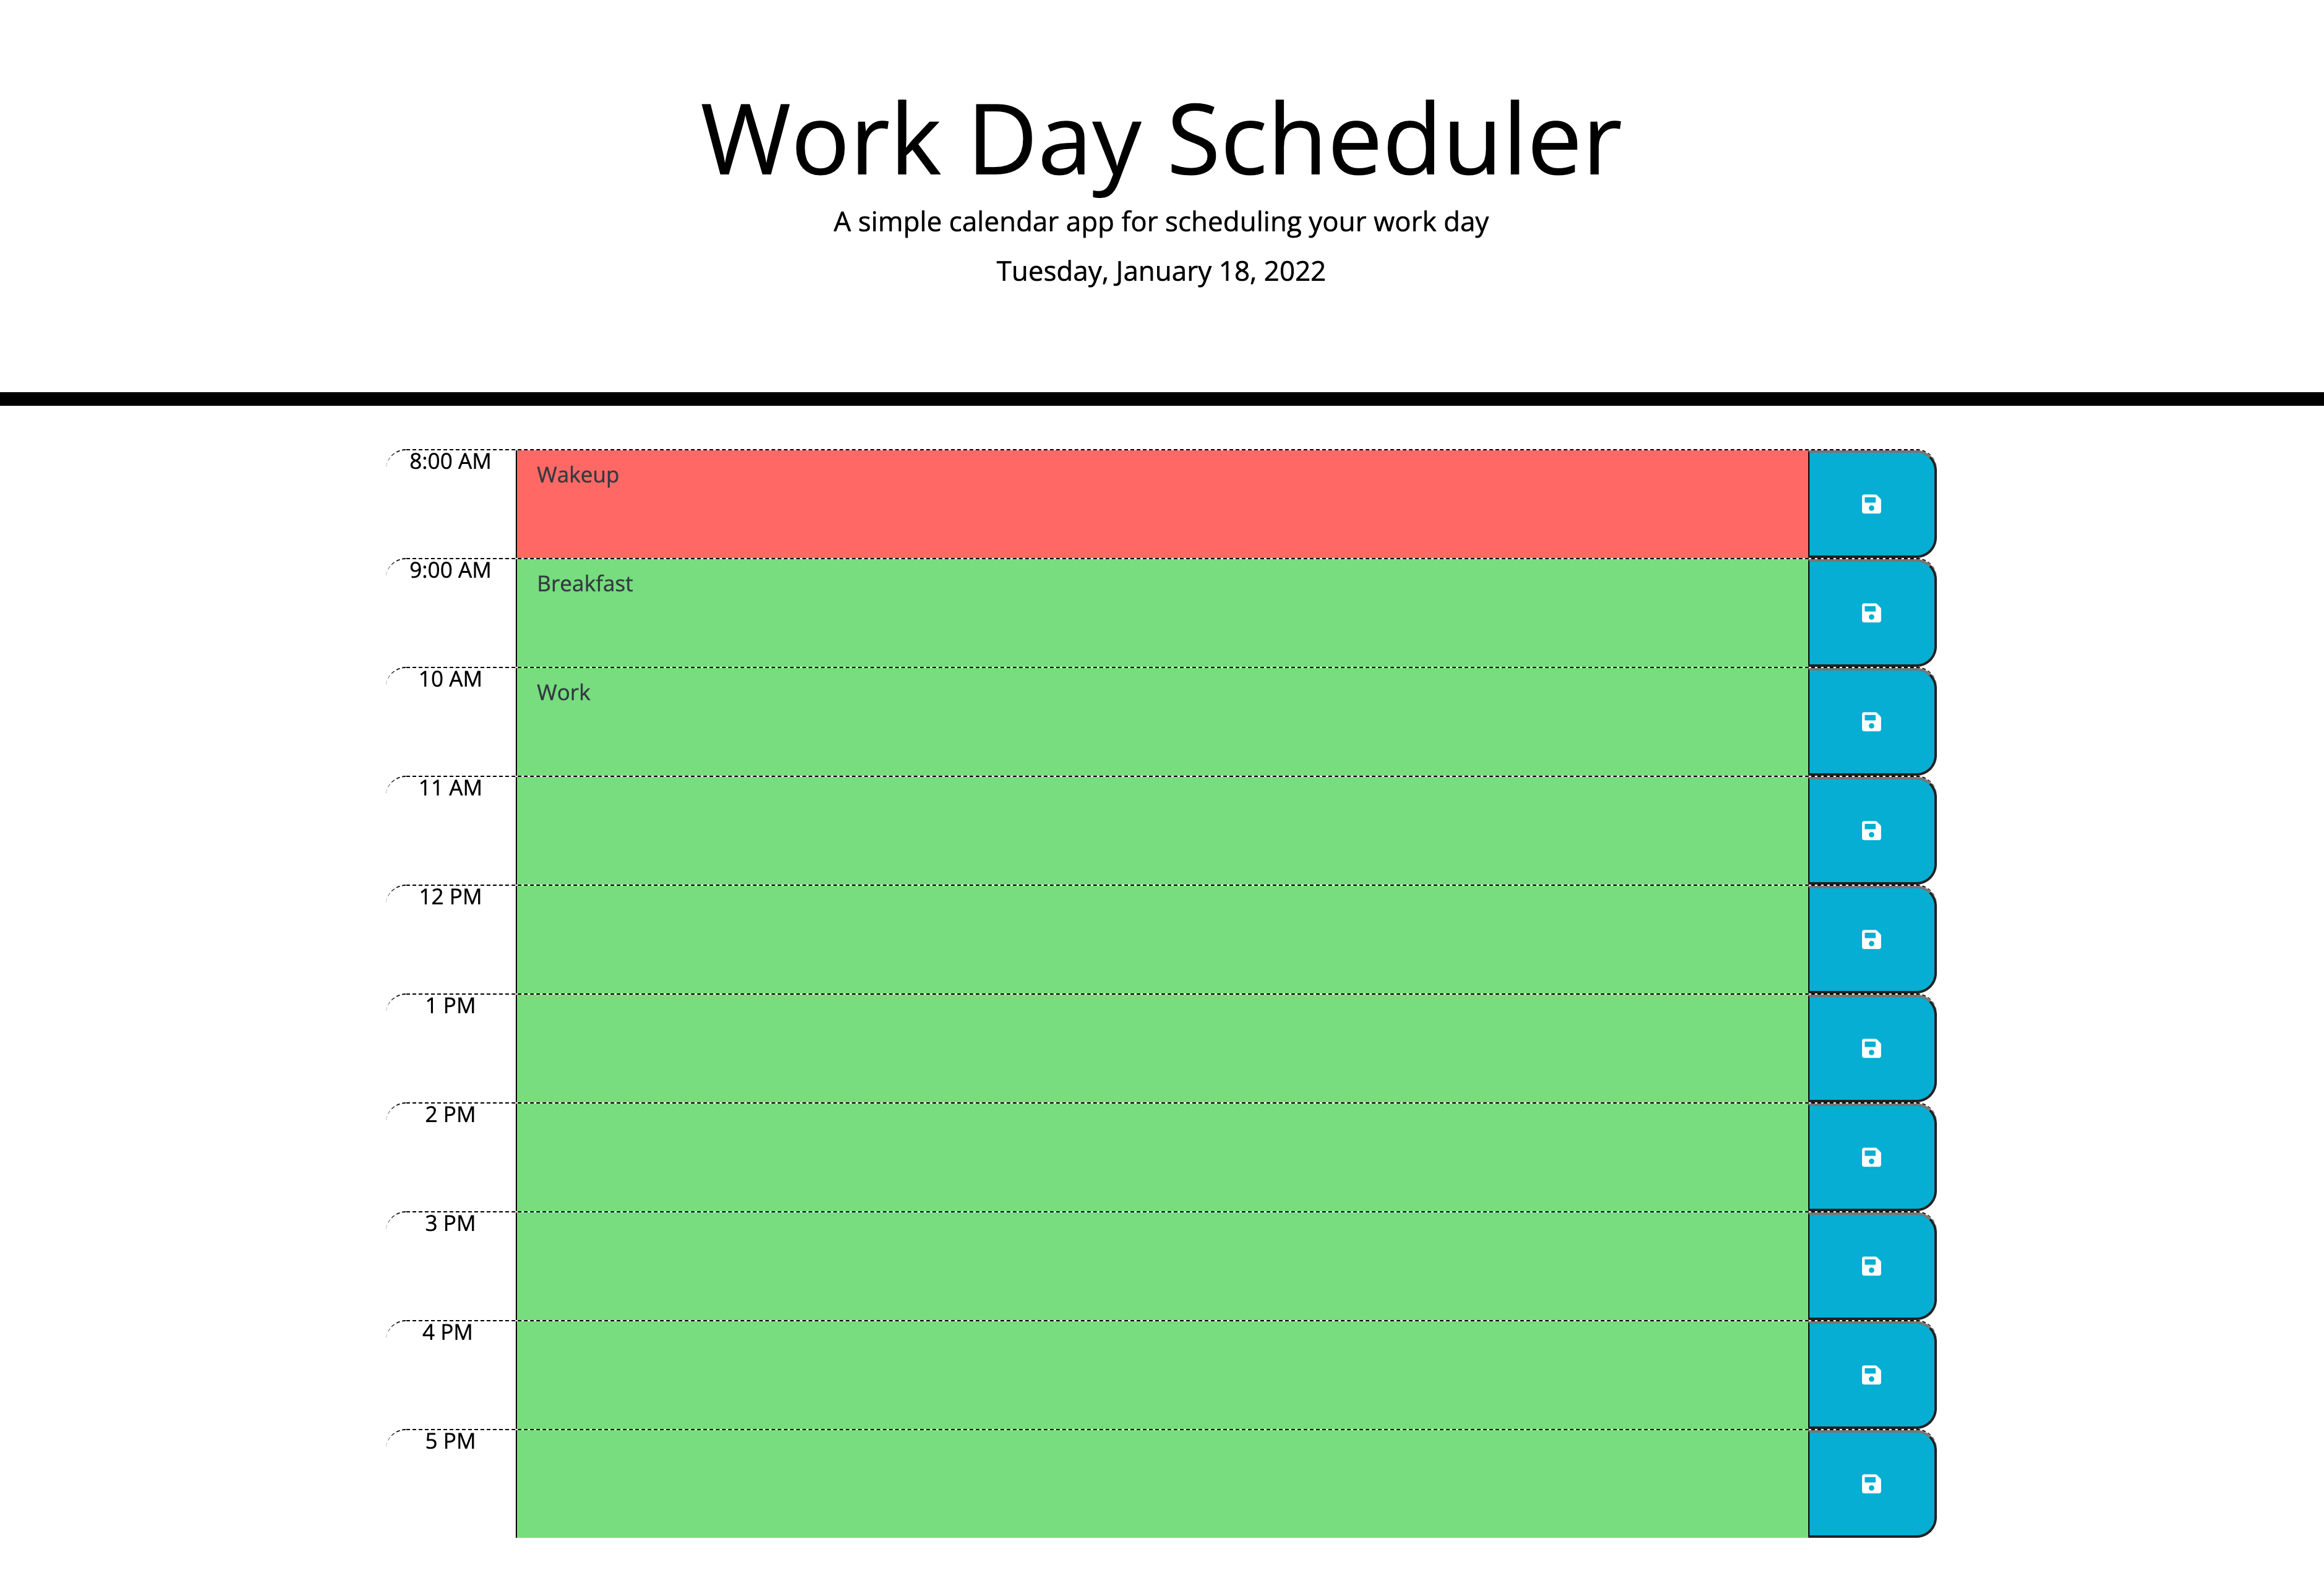 Work Day Scheduler
A simple calendar app for scheduling your work day
Tuesday, January 18, 2022
8:00 AM Wakeup
9:00 AM Breakfast
10 AM Work
11 AM
12 PM
1 PM
2 PM
3 PM
4 PM
5 PM